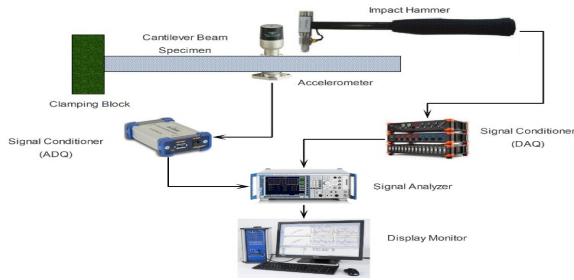 Impact Hammer
Cantilever Beam
Specimen
Accelerometer
Clamping Block
Signal Conditioner
(ADQ)
Signal Conditioner
(DAQ)
Signal Analyzer
Display Monitor